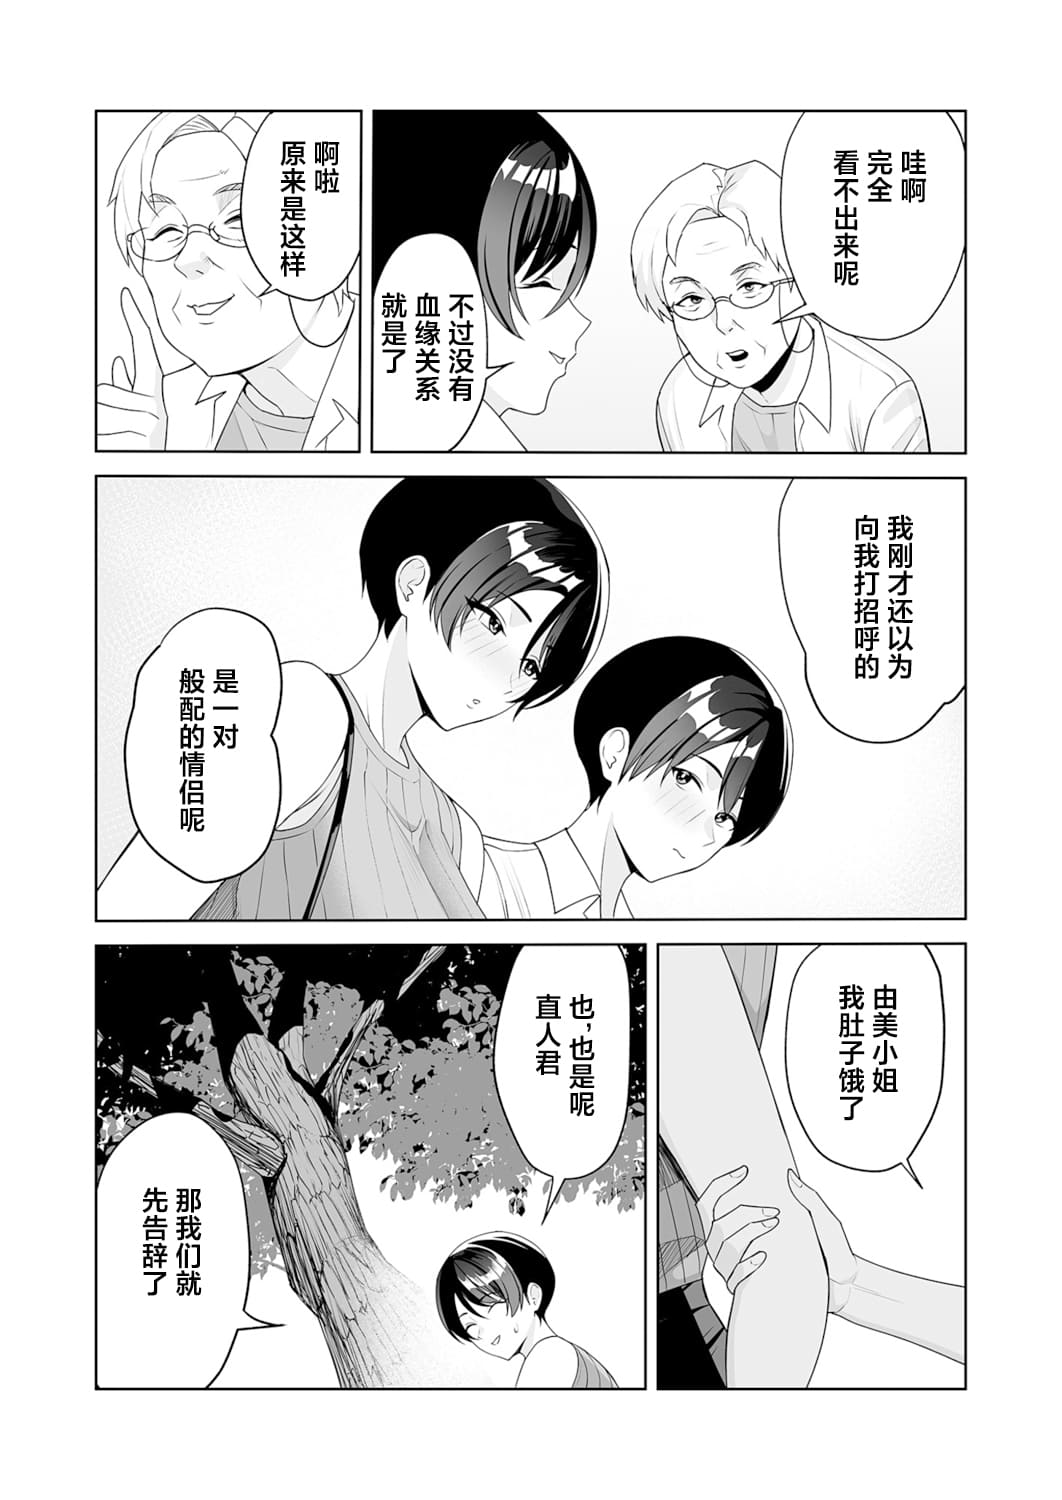 哇啊
完全
看不出来呢
不过没有
血缘关系
就是了
啊啦
原来是这样
我刚才还以为
向我打招呼的
是一对
般配的情侣呢
由美小姐
我肚子饿了
也，也是呢
直人君
那我们就
先告辞了